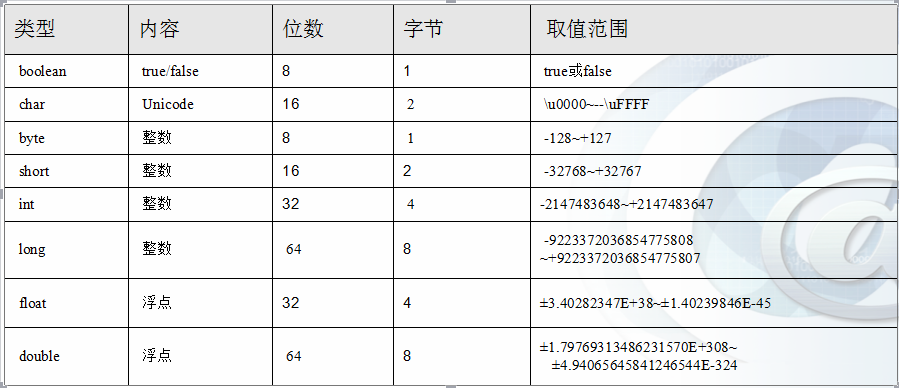 类型 内容 位数 字节 取值范围
boolean true/false 8 1 true或false
char Unicode 16 2 \u0000~--\uFFFF
byte 整数 8 1 -128~+127
short 整数 16 2 -32768~+32767
int 整数 32 4 -2147483648~+2147483647
long 整数 64 8 -9223372036854775808
~+9223372036854775807
float 浮点 32 4 ±3.40282347E+38~±1.40239846E-45
double 浮点 64 8 ±1.79769313486231570E+308~
±4.94065645841246544E-324